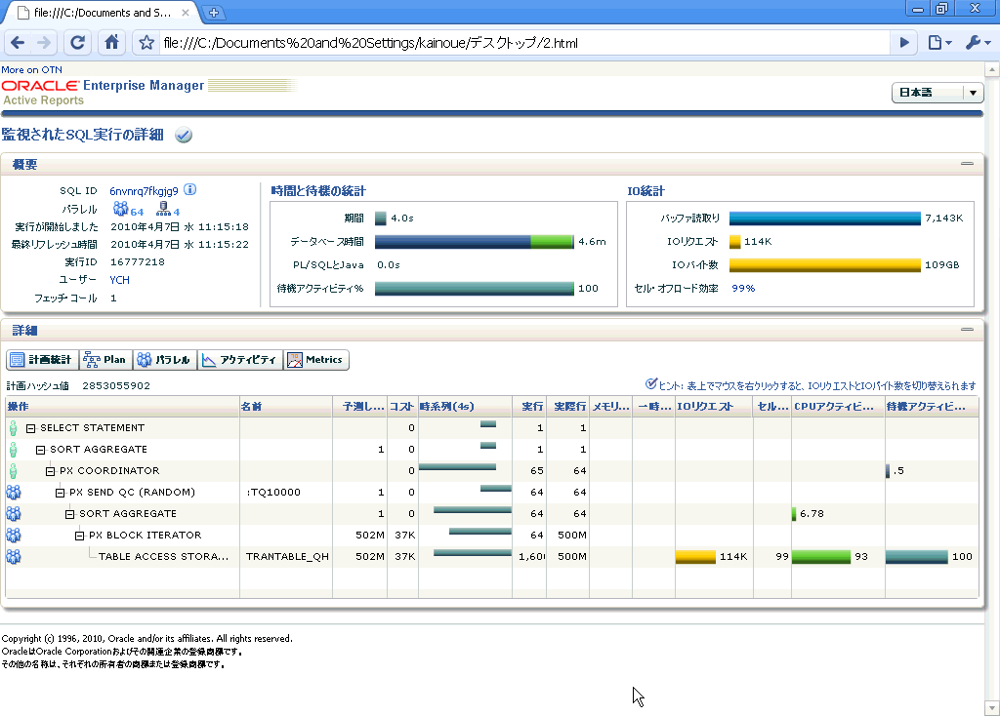 file:///C:/Documents and S...
file:///C:/Documents%20and%20Settings/kainoue/デスクトップ/2.html
More on OTN
ORACLE Enterprise Manager
Active Reports
日本語
監視されたSQL実行の詳細
概要
SQL ID 6nvnrq7fkgjg9
パラレル 64 4
実行が開始しました 2010年4月7日 水 11:15:18
最終リフレッシュ時間 2010年4月7日 水 11:15:22
実行ID 16777218
ユーザー YCH
フェッチ・コール 1
時間と待機の統計
期間 4.0s
データベース時間 4.6m
PL/SQLとJava 0.0s
待機アクティビティ% 100
IO統計
バッファ読取り 7,143K
IOリクエスト 114K
IOバイト数 109GB
セル・オフロード効率 99%
詳細
計画統計 Plan パラレル アクティビティ Metrics
計画ハッシュ値 2853055902
ヒント: 表上でマウスを右クリックすると、IOリクエストとIOバイト数を切り替えられます
操作 名前 予測し... コスト 時系列(4s) 実行 実際行 メモリ... 一時... IOリクエスト セル... CPUアクティビ... 待機アクティビ...
SELECT STATEMENT 0 1 1
SORT AGGREGATE 1 0 1 1
PX COORDINATOR 0 65 64 .5
PX SEND QC (RANDOM) :TQ10000 1 0 64 64
SORT AGGREGATE 1 0 64 64 6.78
PX BLOCK ITERATOR 502M 37K 64 500M
TABLE ACCESS STORA... TRANTABLE_QH 502M 37K 1,60 500M 114K 99 93 100
Copyright (c) 1996, 2010, Oracle and/or its affiliates. All rights reserved.
OracleはOracle Corporationおよびその関連企業の登録商標です。
その他の名称は、それぞれの所有者の商標または登録商標です。